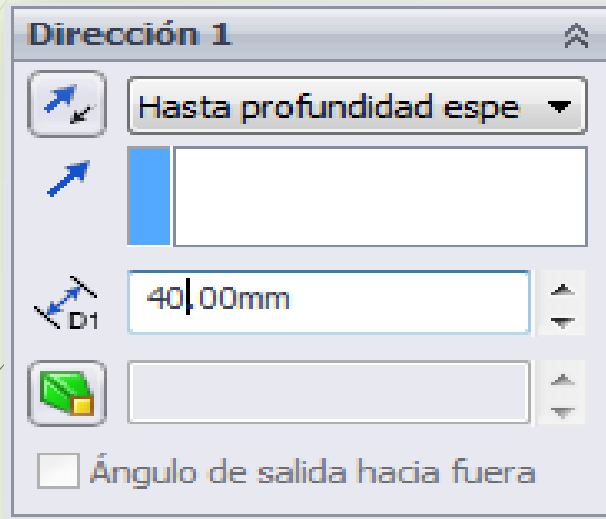 Dirección 1
Hasta profundidad espe
D1
40.00mm
Ángulo de salida hacia fuera